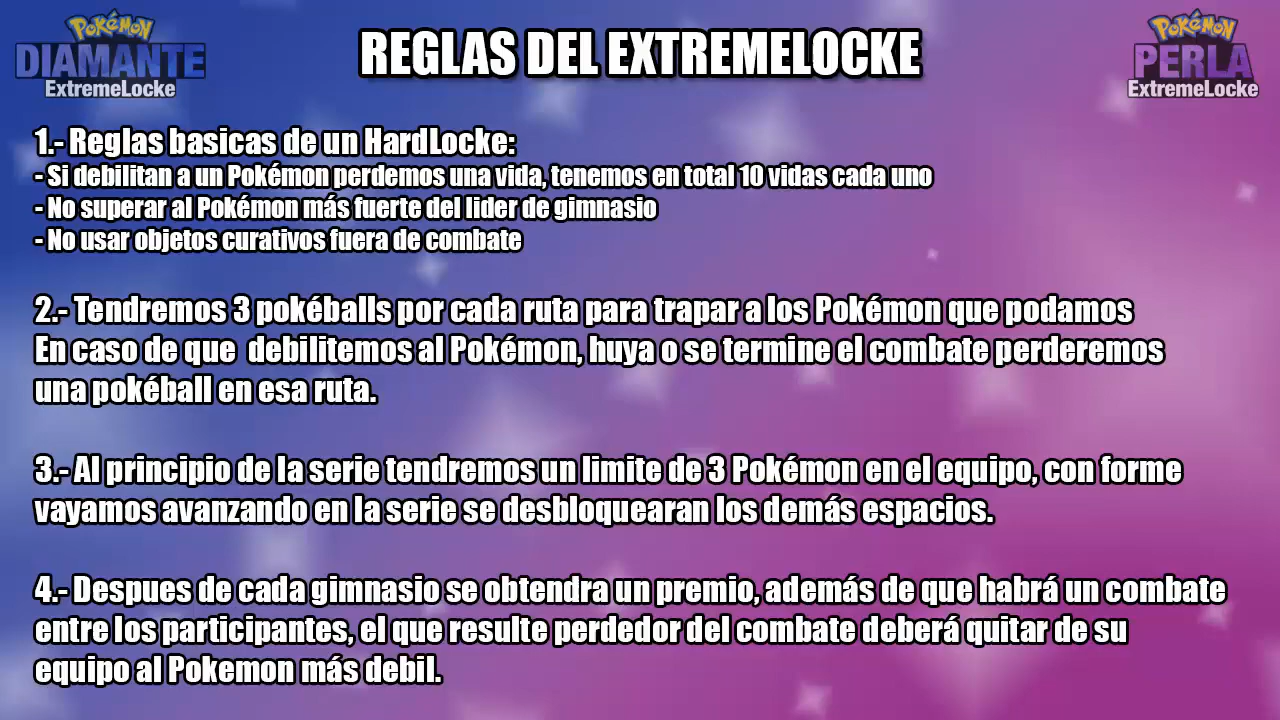 Pokémon
DIAMANTE
ExtremeLocke
REGLAS DEL EXTREMELOCKE
Pokémon
PERLA
ExtremeLocke
1.- Reglas basicas de un HardLocke:
- Si debilitan a un Pokémon perdemos una vida, tenemos en total 10 vidas cada uno
- No superar al Pokémon más fuerte del lider de gimnasio
- No usar objetos curativos fuera de combate
2.- Tendremos 3 pokéballs por cada ruta para trapar a los Pokémon que podamos
En caso de que debilitemos al Pokémon, huya o se termine el combate perderemos
una pokéball en esa ruta.
3.- Al principio de la serie tendremos un limite de 3 Pokémon en el equipo, con forme
vayamos avanzando en la serie se desbloquearan los demás espacios.
4.- Despues de cada gimnasio se obtendra un premio, además de que habrá un combate
entre los participantes, el que resulte perdedor del combate deberá quitar de su
equipo al Pokemon más debil.